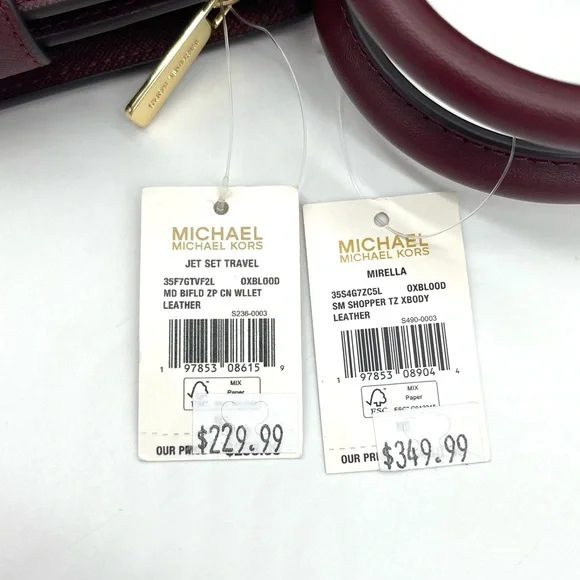 MICHAEL
MICHAEL KORS
JET SET TRAVEL
35F7GTVF2L OXBLOOD
MD BIFLD ZP CN WLLET
LEATHER
S236-0003
1 97853 08615 9
MIX
Paper
$229.99
OUR
MICHAEL
MICHAEL KORS
MIRELLA
35S4G7ZC5L OXBLOOD
SM SHOPPER TZ XBODY
LEATHER
S490-0003
1 97853 08904 4
MIX
Paper
FSC
$349.99
OUR